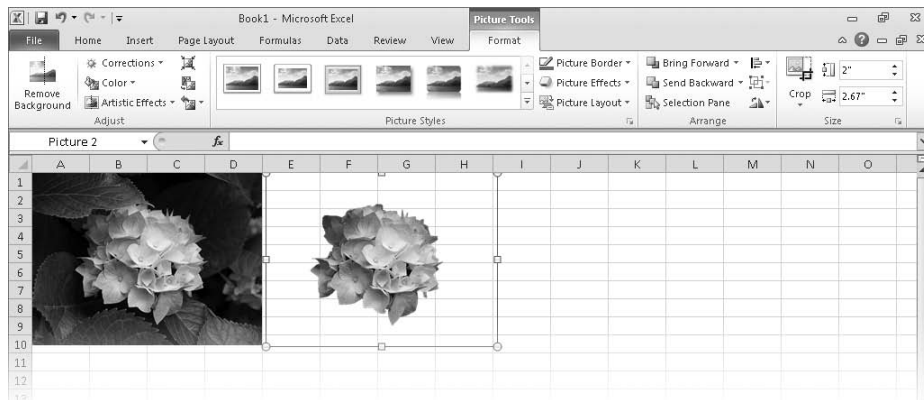 Book1 - Microsoft Excel Picture Tools
File Home Insert Page Layout Formulas Data Review View Format
Remove Background
Corrections
Color
Artistic Effects
Adjust
Picture Styles
Picture Border
Picture Effects
Picture Layout
Bring Forward
Send Backward
Selection Pane
Arrange
Crop
2"
2.67"
Size
Picture 2 fx
A B C D E F G H I J K L M N O
1
2
3
4
5
6
7
8
9
10
11
12
13